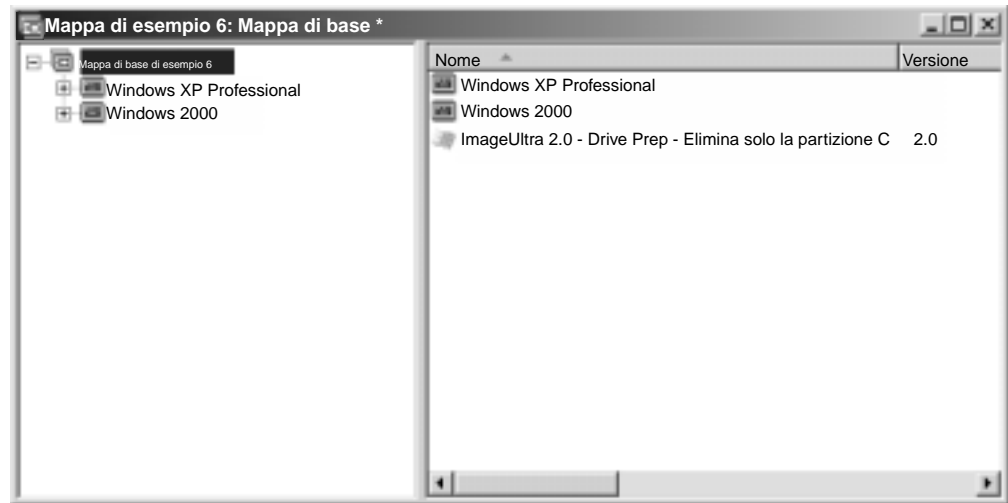 Mappa di esempio 6: Mappa di base *
Mappa di base di esempio 6
Windows XP Professional
Windows 2000
Nome Versione
Windows XP Professional
Windows 2000
ImageUltra 2.0 - Drive Prep - Elimina solo la partizione C 2.0